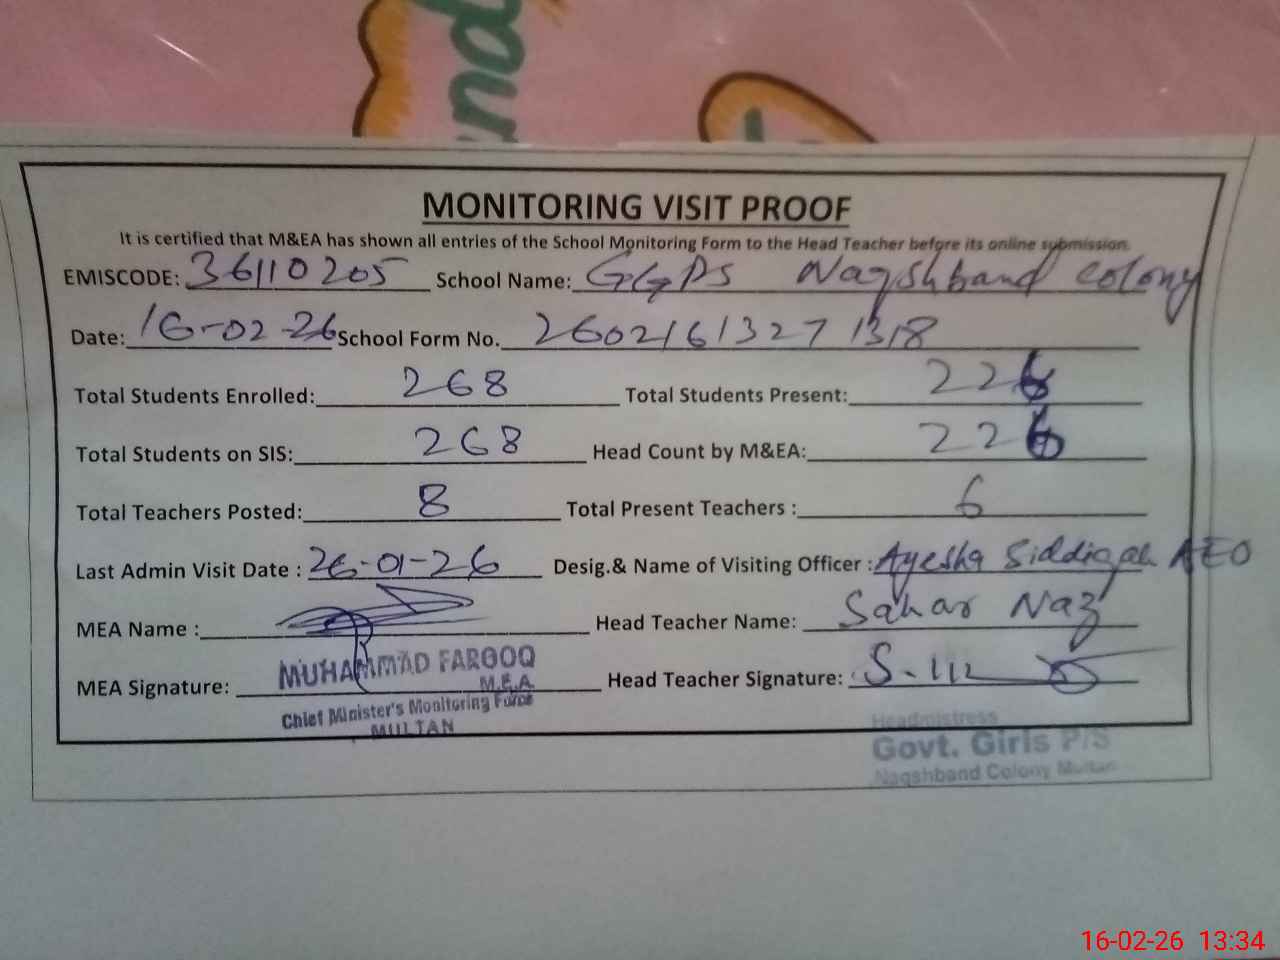 and
MONITORING VISIT PROOF
It is certified that M&EA has shown all entries of the School Monitoring Form to the Head Teacher before its online submission.
EMISCODE: 36110205 School Name: GGPS Naqshband colony
Date: 16-02-26 School Form No. 2602161327 1318
Total Students Enrolled: 268 Total Students Present: 226
Total Students on SIS: 268 Head Count by M&EA: 226
Total Teachers Posted: 8 Total Present Teachers : 6
Last Admin Visit Date : 26-01-26 Desig.& Name of Visiting Officer : Ayesha Siddiqah AEO
MEA Name : Head Teacher Name: Sahar Naz
MEA Signature: MUHAMMAD FAROOQ Head Teacher Signature:
M.E.A
Chief Minister's Monitoring Force
MULTAN
Headmistress
Govt. Girls P/S
Naqshband Colony Multan
16-02-26 13:34